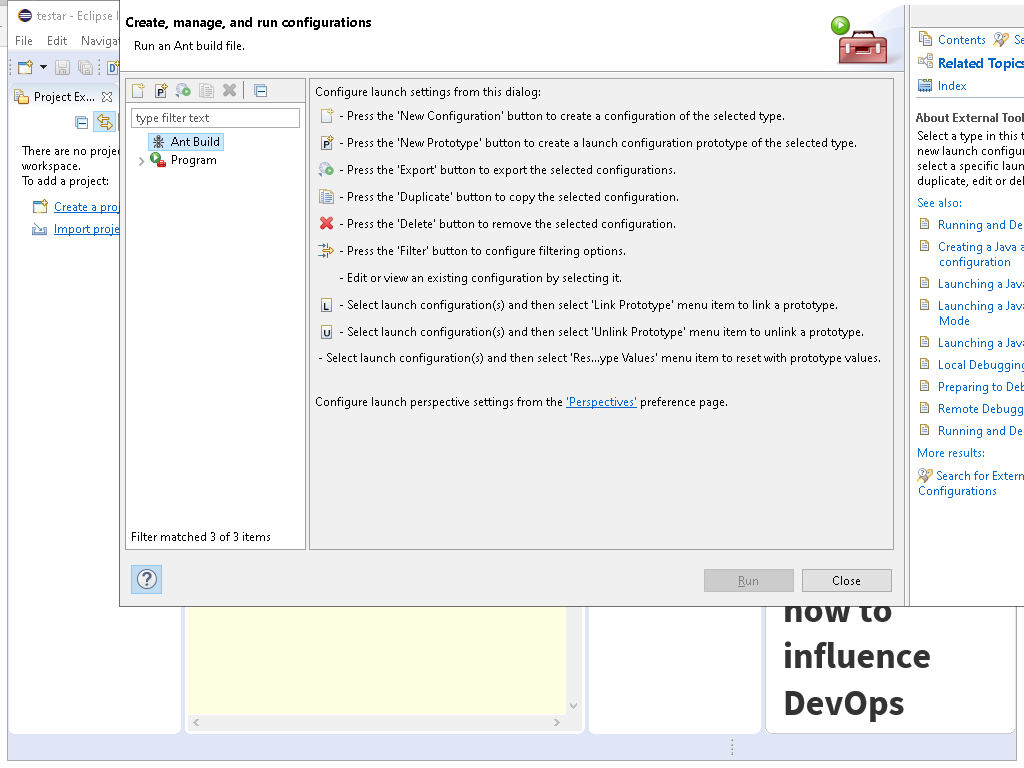 testar - Eclipse
File Edit Navigat
Project Ex...
There are no proje
workspace.
To add a project:
Create a proj
Import proje
Create, manage, and run configurations
Run an Ant build file.
type filter text
Ant Build
Program
Filter matched 3 of 3 items
Configure launch settings from this dialog:
- Press the 'New Configuration' button to create a configuration of the selected type.
- Press the 'New Prototype' button to create a launch configuration prototype of the selected type.
- Press the 'Export' button to export the selected configurations.
- Press the 'Duplicate' button to copy the selected configuration.
- Press the 'Delete' button to remove the selected configuration.
- Press the 'Filter' button to configure filtering options.
- Edit or view an existing configuration by selecting it.
- Select launch configuration(s) and then select 'Link Prototype' menu item to link a prototype.
- Select launch configuration(s) and then select 'Unlink Prototype' menu item to unlink a prototype.
- Select launch configuration(s) and then select 'Res...ype Values' menu item to reset with prototype values.
Configure launch perspective settings from the 'Perspectives' preference page.
Run Close
Contents Se
Related Topics
Index
About External Tool
Select a type in this t
new launch configur
select a specific laun
duplicate, edit or del
See also:
Running and De
Creating a Java a
configuration
Launching a Java
Launching a Java
Mode
Launching a Java
Local Debugging
Preparing to Deb
Remote Debugg
Running and De
More results:
Search for Extern
Configurations
how to
influence
DevOps